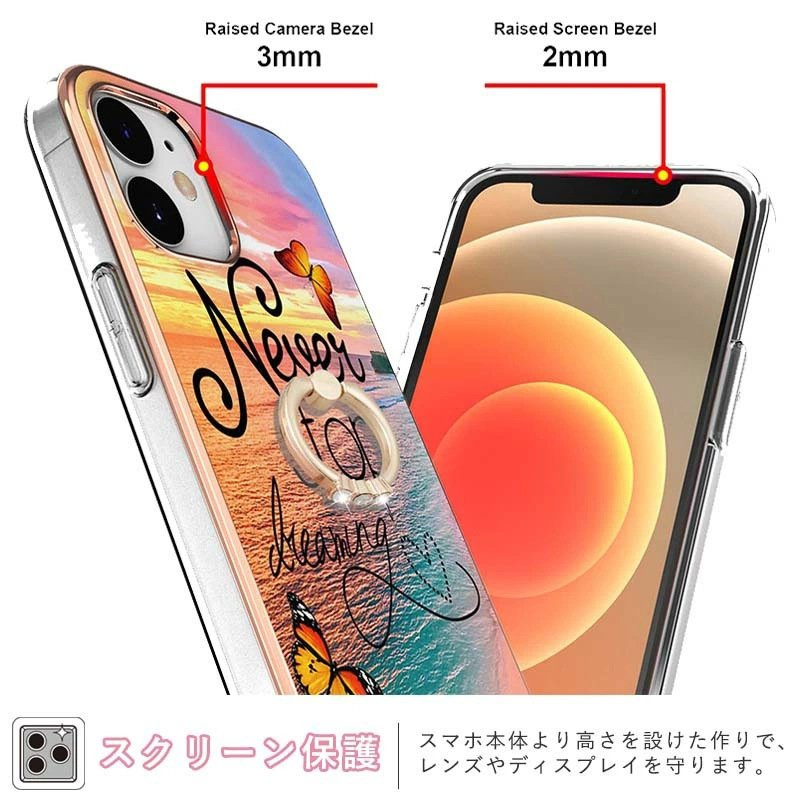 Raised Camera Bezel
3mm
Raised Screen Bezel
2mm
Never
dreaming
スクリーン保護
スマホ本体より高さを設けた作りで、
レンズやディスプレイを守ります。